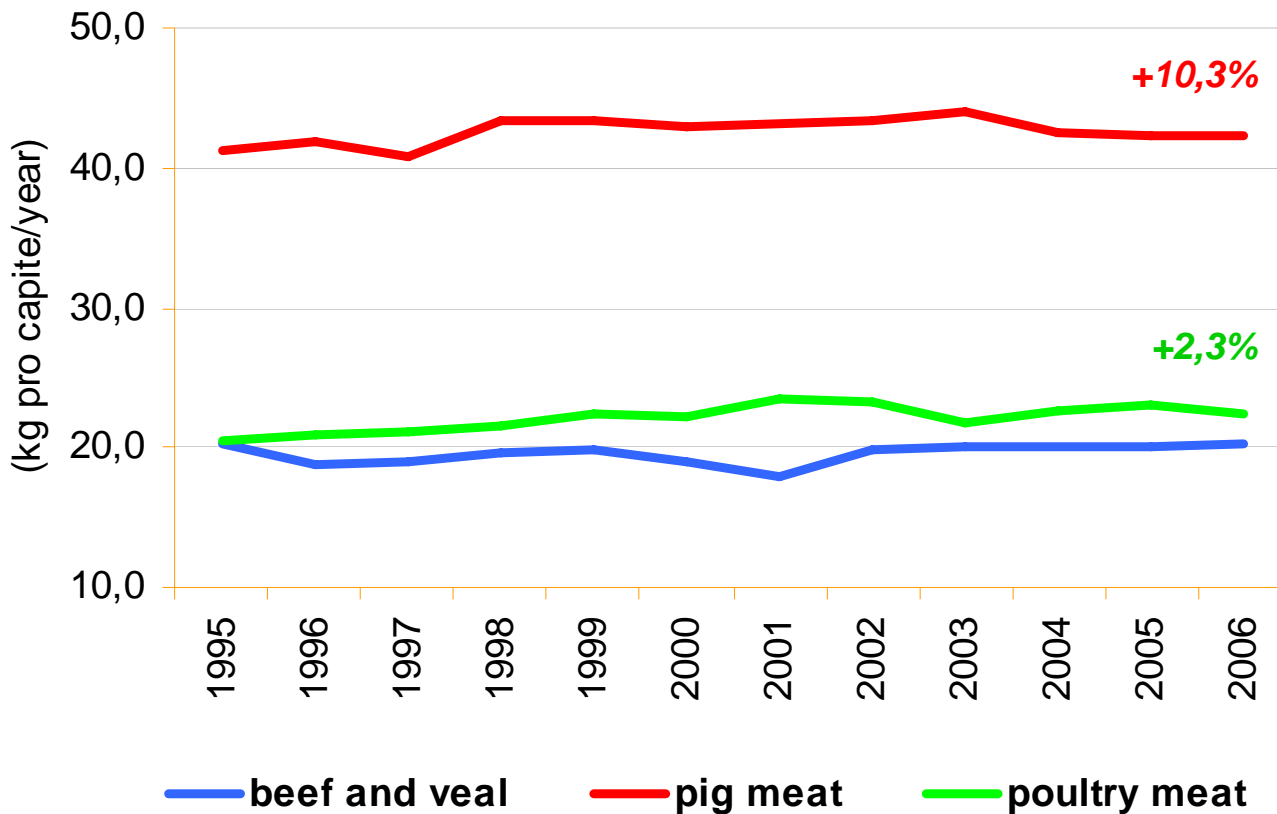 50,0
+10,3%
40,0
(kg pro capite/year)
30,0
+2,3%
20,0
10,0
1995 1996 1997 1998 1999 2000 2001 2002 2003 2004 2005 2006
beef and veal pig meat poultry meat